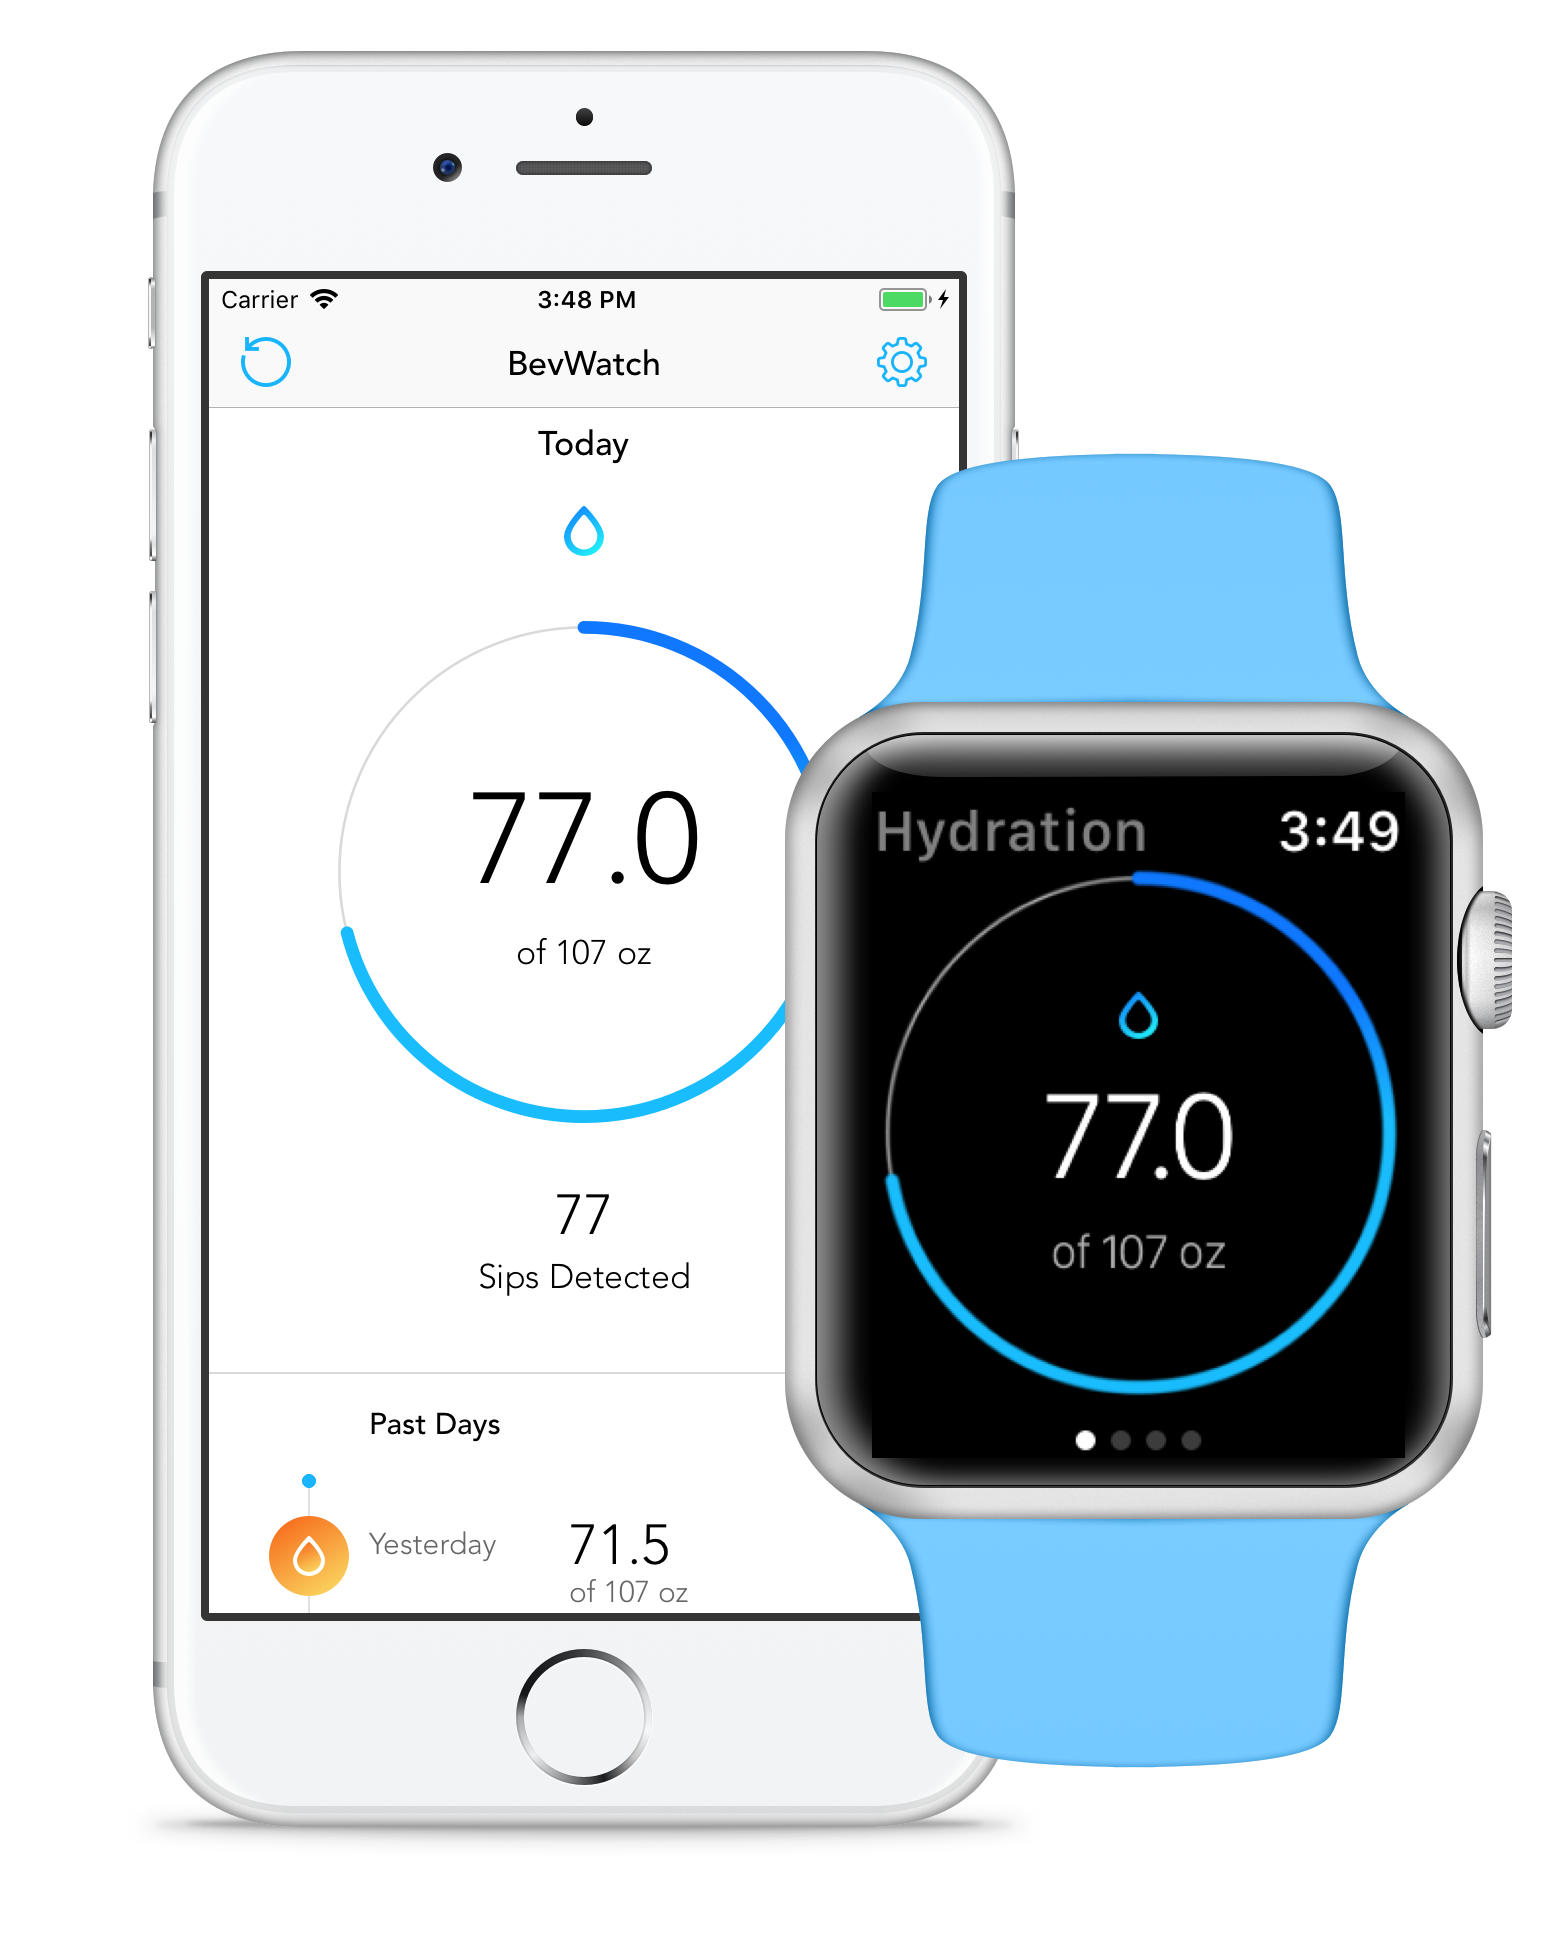 Carrier 3:48 PM
BevWatch
Today
77.0
of 107 oz
77
Sips Detected
Past Days
Yesterday
71.5
of 107 oz
Hydration 3:49
77.0
of 107 oz